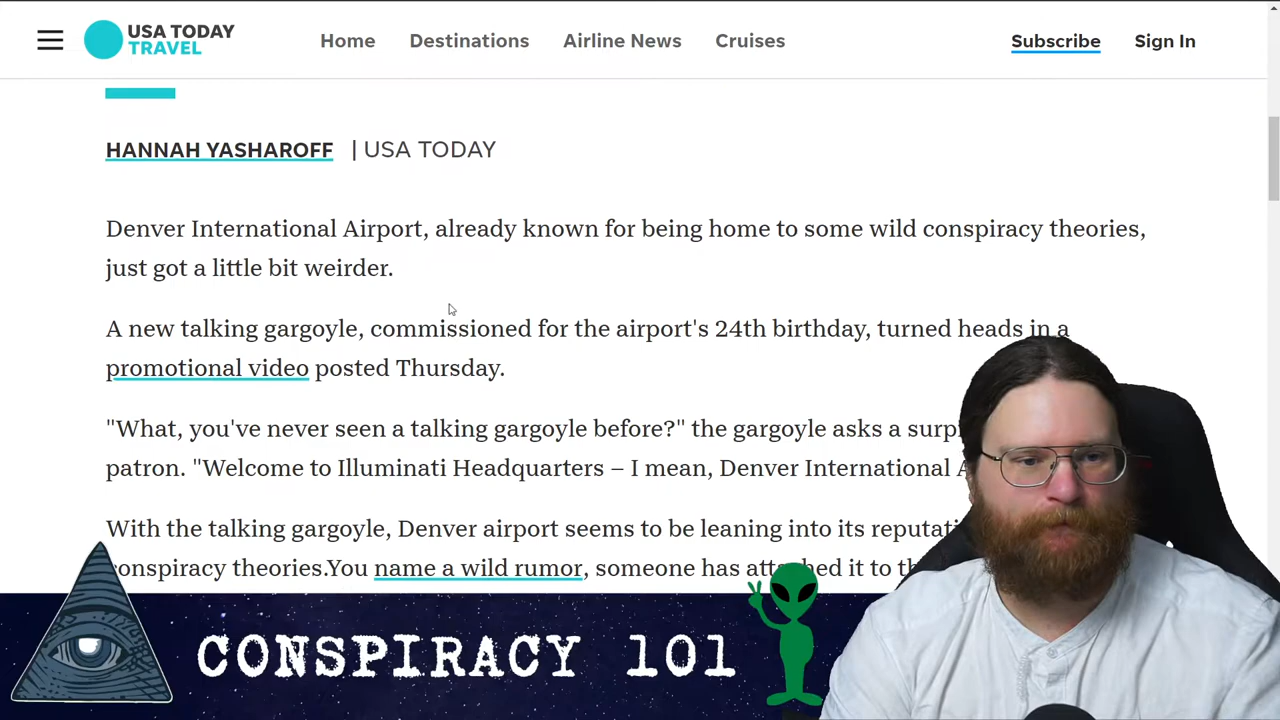 USA TODAY
TRAVEL
Home
Destinations
Airline News
Cruises
Subscribe
Sign In
HANNAH YASHAROFF | USA TODAY
Denver International Airport, already known for being home to some wild conspiracy theories,
just got a little bit weirder.
A new talking gargoyle, commissioned for the airport's 24th birthday, turned heads in a
promotional video posted Thursday.
"What, you've never seen a talking gargoyle before?" the gargoyle asks a
patron. "Welcome to Illuminati Headquarters – I mean, Denver International
With the talking gargoyle, Denver airport seems to be leaning into its
conspiracy theories.You name a wild rumor, someone has attached it to
CONSPIRACY 101